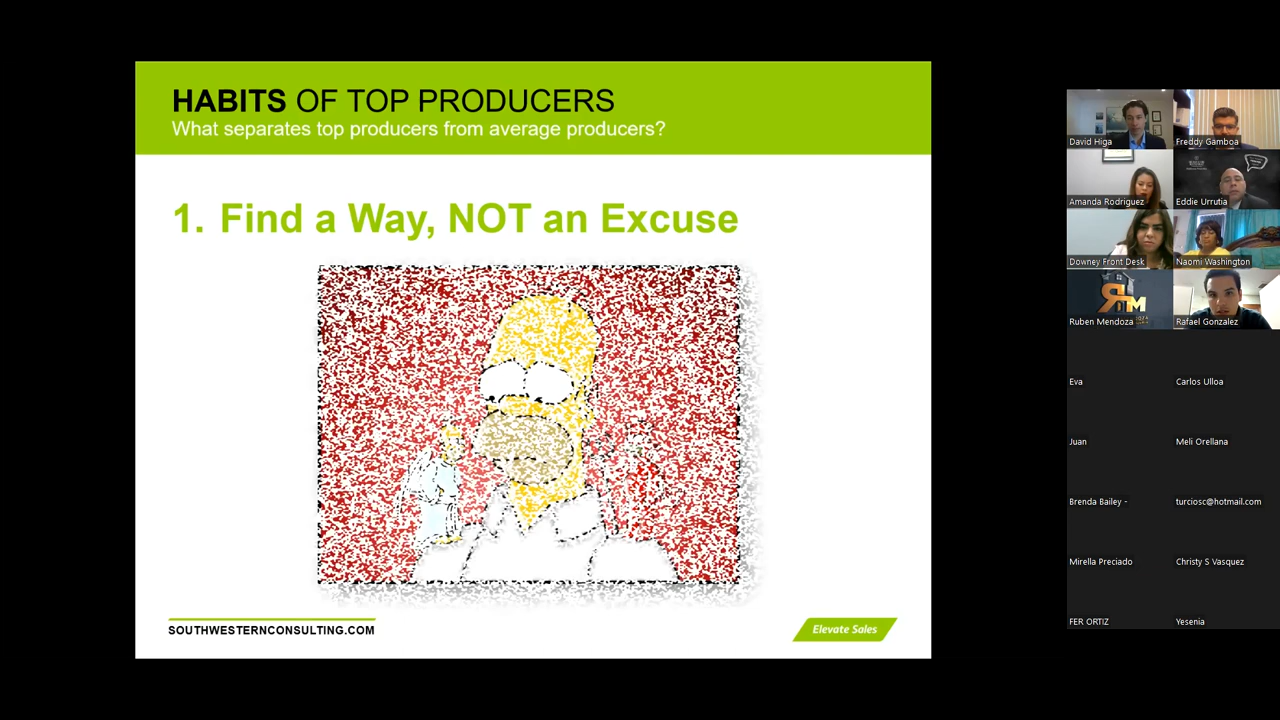 HABITS OF TOP PRODUCERS
What separates top producers from average producers?
1. Find a Way, NOT an Excuse
SOUTHWESTERNCONSULTING.COM
Elevate Sales
David Higa
Freddy Gamboa
Amanda Rodriguez
Eddie Urrutia
Downey Front Desk
Naomi Washington
Ruben Mendoza
Rafael Gonzalez
Eva
Carlos Ulloa
Juan
Meli Orellana
Brenda Bailey -
turciosc@hotmail.com
Mirella Preciado
Christy S Vasquez
FER ORTIZ
Yesenia